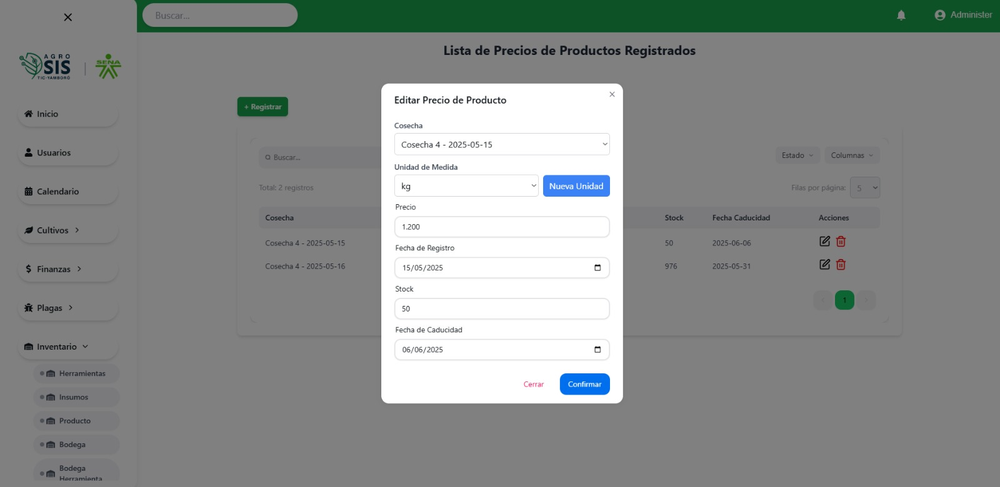 Buscar...
Administer
AGRO
SIS
TIC-YAMBORÓ
SENA
Inicio
Usuarios
Calendario
Cultivos
Finanzas
Plagas
Inventario
Herramientas
Insumos
Producto
Bodega
Bodega
Herramienta
Lista de Precios de Productos Registrados
+ Registrar
Buscar...
Estado
Columnas
Total: 2 registros
Filas por página: 5
Cosecha Stock Fecha Caducidad Acciones
Cosecha 4 - 2025-05-15 50 2025-06-06
Cosecha 4 - 2025-05-16 976 2025-05-31
1
Editar Precio de Producto
Cosecha
Cosecha 4 - 2025-05-15
Unidad de Medida
kg
Nueva Unidad
Precio
1.200
Fecha de Registro
15/05/2025
Stock
50
Fecha de Caducidad
06/06/2025
Cerrar
Confirmar